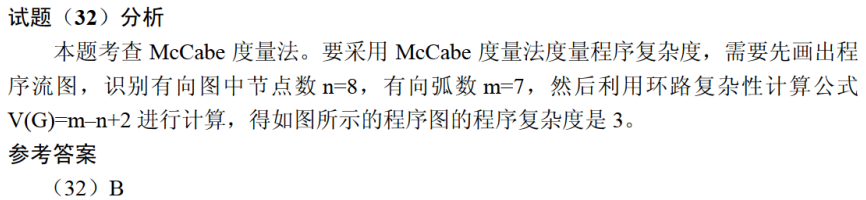 试题（32）分析
本题考查 McCabe 度量法。要采用 McCabe 度量法度量程序复杂度，需要先画出程
序流图，识别有向图中节点数 n=8，有向弧数 m=7，然后利用环路复杂性计算公式
V(G)=m–n+2 进行计算，得如图所示的程序图的程序复杂度是 3。
参考答案
（32）B